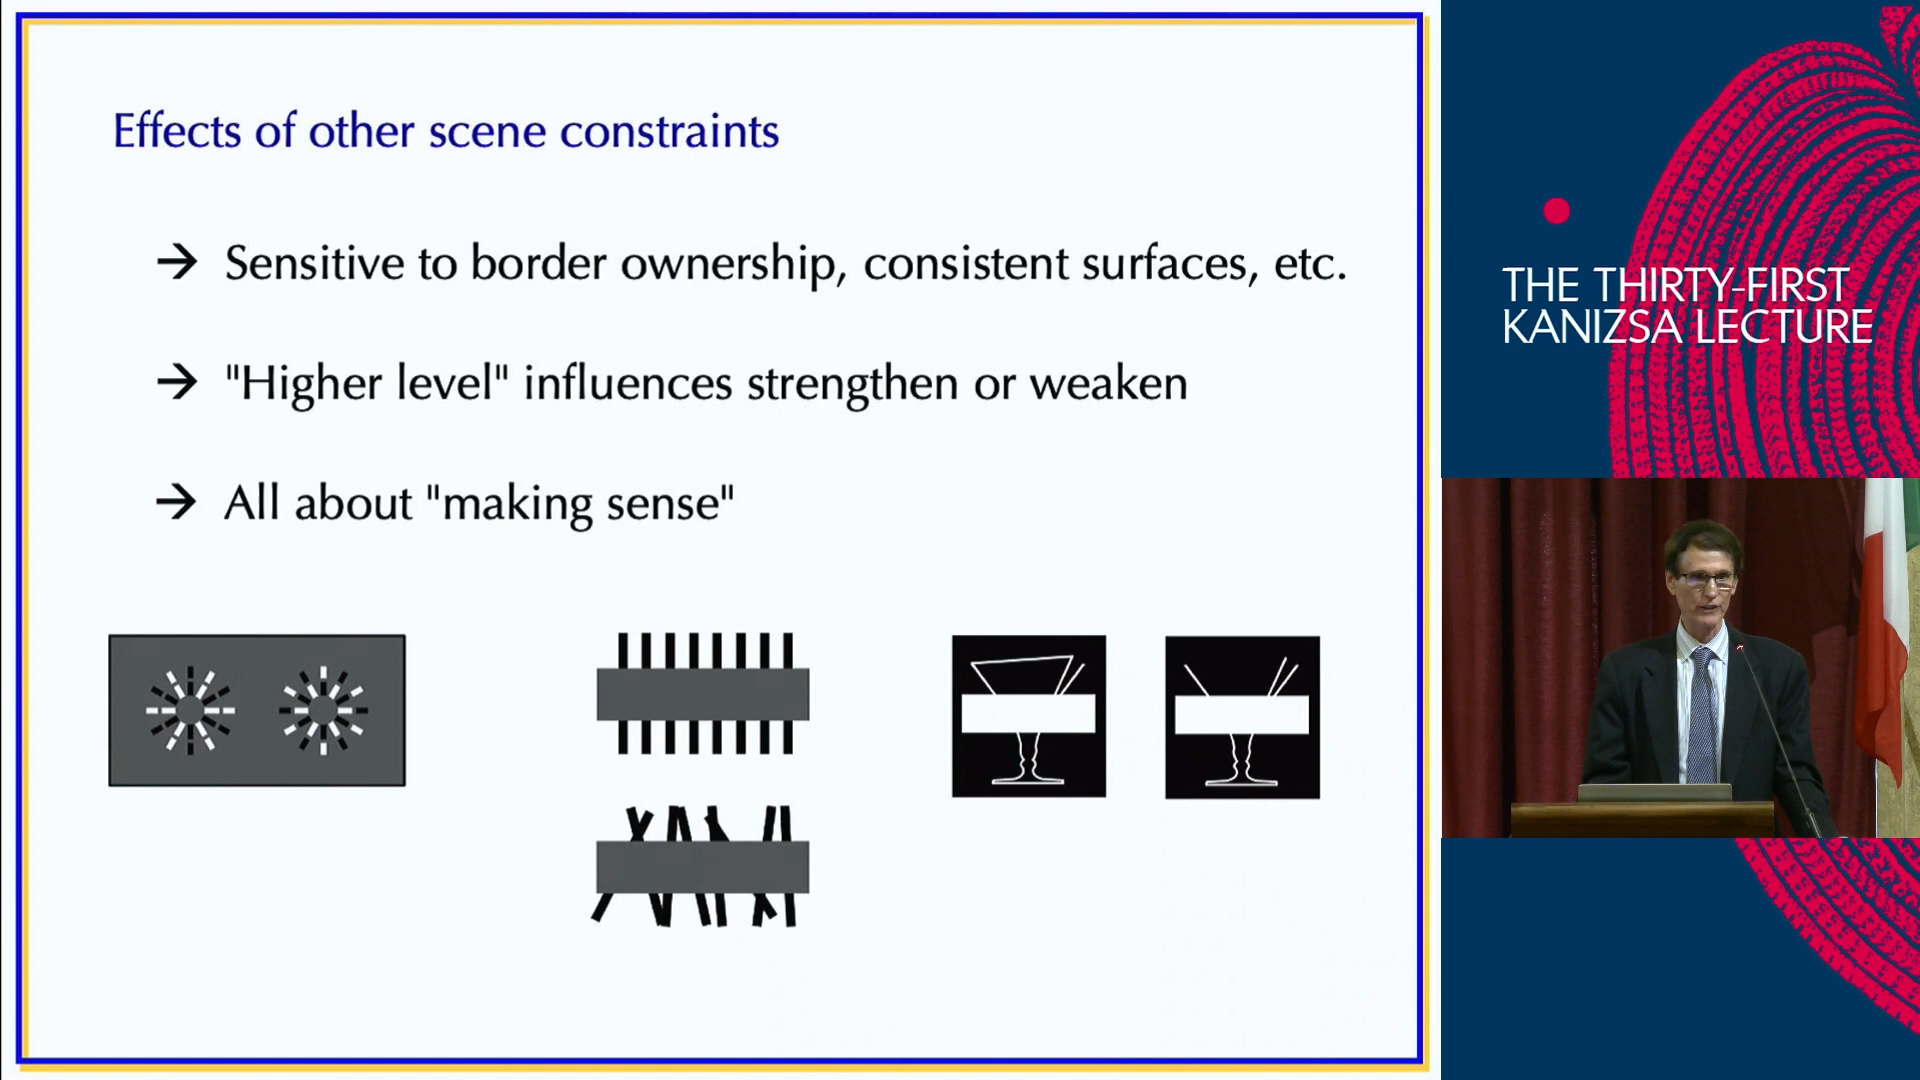 Effects of other scene constraints
→ Sensitive to border ownership, consistent surfaces, etc.
→ "Higher level" influences strengthen or weaken
→ All about "making sense"
THE THIRTY-FIRST
KANIZSA LECTURE